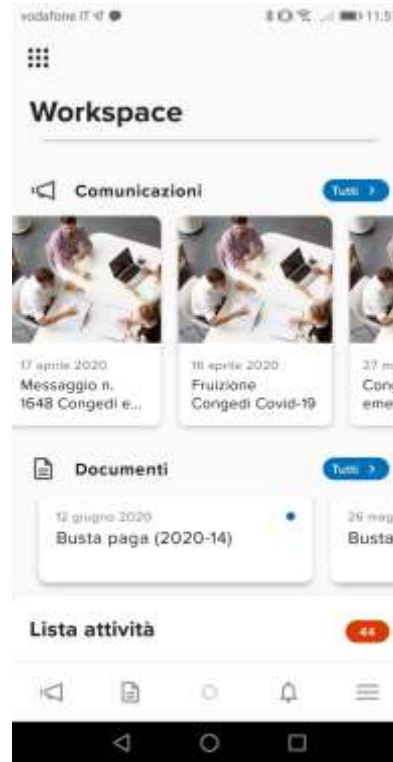 vodafone IT
11:5
Workspace
Comunicazioni
Tutti >
17 aprile 2020
Messaggio n.
1648 Congedi e...
16 aprile 2020
Fruizione
Congedi Covid-19
27 m
Con
eme
Documenti
Tutti >
12 giugno 2020
Busta paga (2020-14)
26 mag
Busta
Lista attività
44